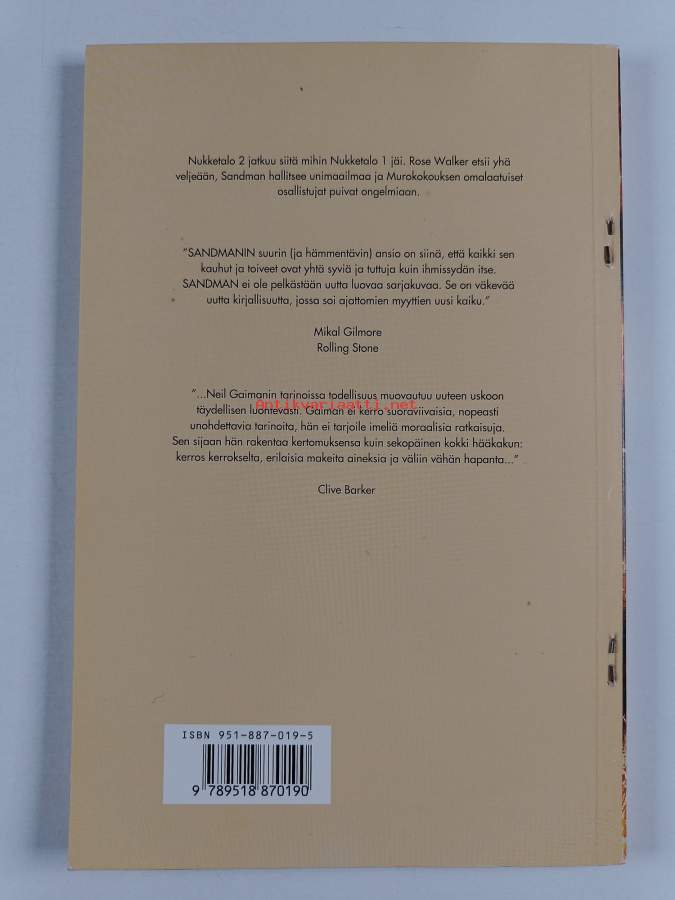 Nukketalo 2 jatkuu siitä mihin Nukketalo 1 jäi. Rose Walker etsii yhä
veljeään, Sandman hallitsee unimaailmaa ja Murokokouksen omalaatuiset
osallistujat puivat ongelmiaan.
”SANDMANIN suurin (ja hämmentävin) ansio on siinä, että kaikki sen
kauhut ja toiveet ovat yhtä syviä ja tuttuja kuin ihmissydän itse.
SANDMAN ei ole pelkästään uutta luovaa sarjakuvaa. Se on väkevää
uutta kirjallisuutta, jossa soi ajattomien myyttien uusi kaiku.”
Mikal Gilmore
Rolling Stone
”...Neil Gaimanin tarinoissa todellisuus muovautuu uuteen uskoon
Antikvariaatti.net
täydellisen luontevasti. Gaiman ei kerro suoraviivaisia, nopeasti
unohdettavia tarinoita, hän ei tarjoile imeliä moraalisia ratkaisuja.
Sen sijaan hän rakentaa kertomuksensa kuin sekopäinen kokki hääkakun:
kerros kerrokselta, erilaisia makeita aineksia ja väliin vähän hapanta...”
Clive Barker
ISBN 951-887-019-5
9 789518 870190